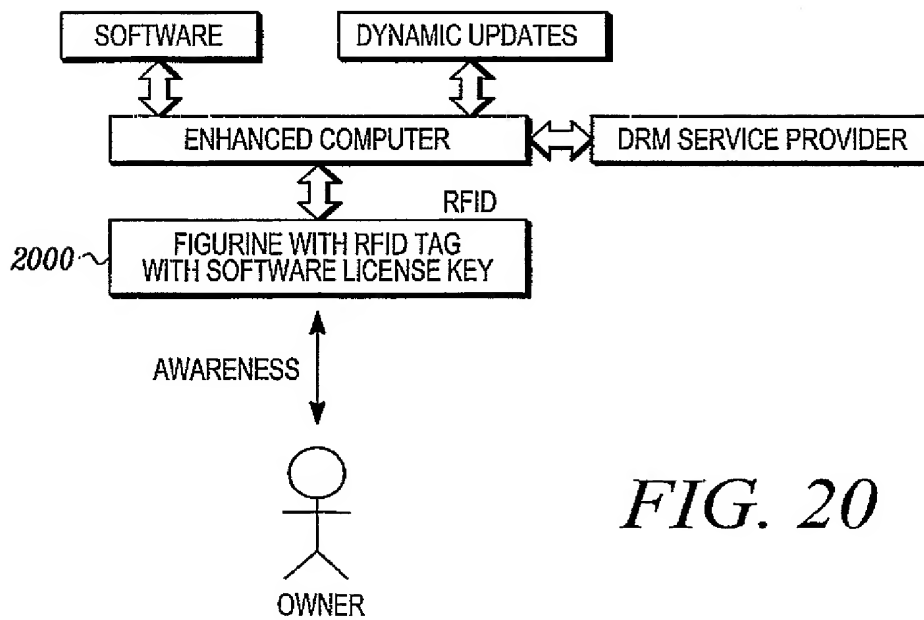 SOFTWARE
DYNAMIC UPDATES
ENHANCED COMPUTER
DRM SERVICE PROVIDER
RFID
2000
FIGURINE WITH RFID TAG
WITH SOFTWARE LICENSE KEY
AWARENESS
OWNER
FIG. 20